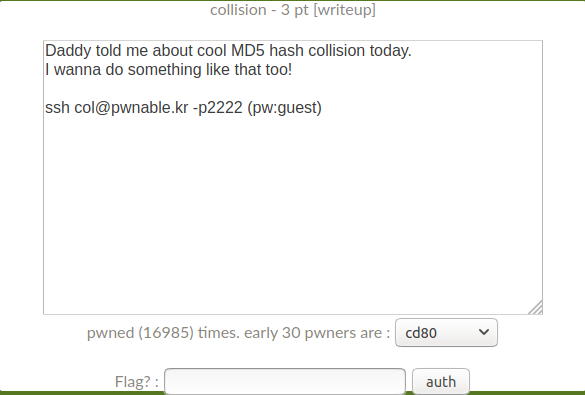 collision - 3 pt [writeup]
Daddy told me about cool MD5 hash collision today.
I wanna do something like that too!
ssh col@pwnable.kr -p2222 (pw:guest)
pwned (16985) times. early 30 pwners are : cd80
Flag? : auth